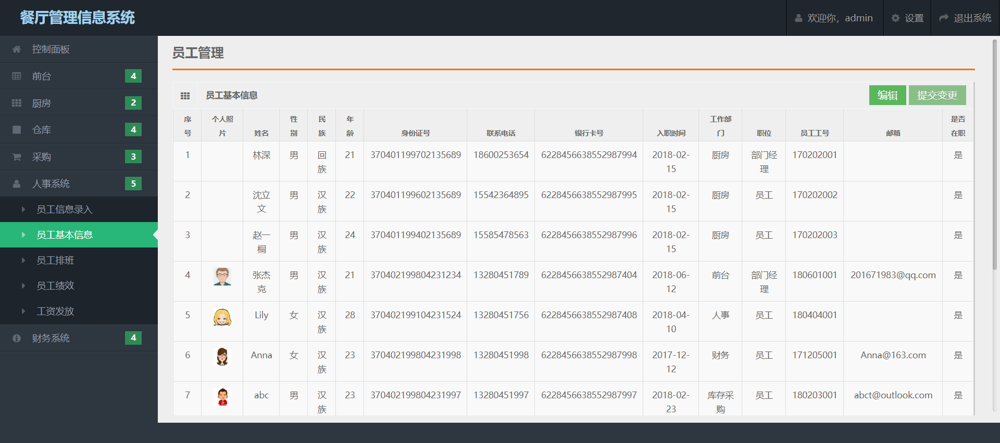 餐厅管理信息系统
欢迎你，admin
设置
退出系统
控制面板
前台 4
厨房 2
仓库 4
采购 3
人事系统 5
员工信息录入
员工基本信息
员工排班
员工绩效
工资发放
财务系统 4
员工管理
员工基本信息
编辑
提交变更
序号 个人照片 姓名 性别 民族 年龄 身份证号 联系电话 银行卡号 入职时间 工作部门 职位 员工工号 邮箱 是否在职
1 林深 男 回族 21 370401199702135689 18600253654 6228456638552987994 2018-02-15 厨房 部门经理 170202001 是
2 沈立文 男 汉族 22 370401199602135689 15542364895 6228456638552987995 2018-02-15 厨房 员工 170202002 是
3 赵一桐 男 汉族 24 370401199402135689 15585478563 6228456638552987996 2018-02-15 厨房 员工 170202003 是
4 张杰克 男 汉族 21 370402199804231234 13280451789 6228456638552987404 2018-06-12 前台 部门经理 180601001 201671983@qq.com 是
5 Lily 女 汉族 28 370402199104231524 13280451756 6228456638552987408 2018-04-10 人事 员工 180404001 是
6 Anna 女 汉族 23 370402199804231998 13280451998 6228456638552987998 2017-12-12 财务 员工 171205001 Anna@163.com 是
7 abc 男 汉族 23 370402199804231997 13280451997 6228456638552987997 2018-02-23 库存采购 员工 180203001 abct@outlook.com 是